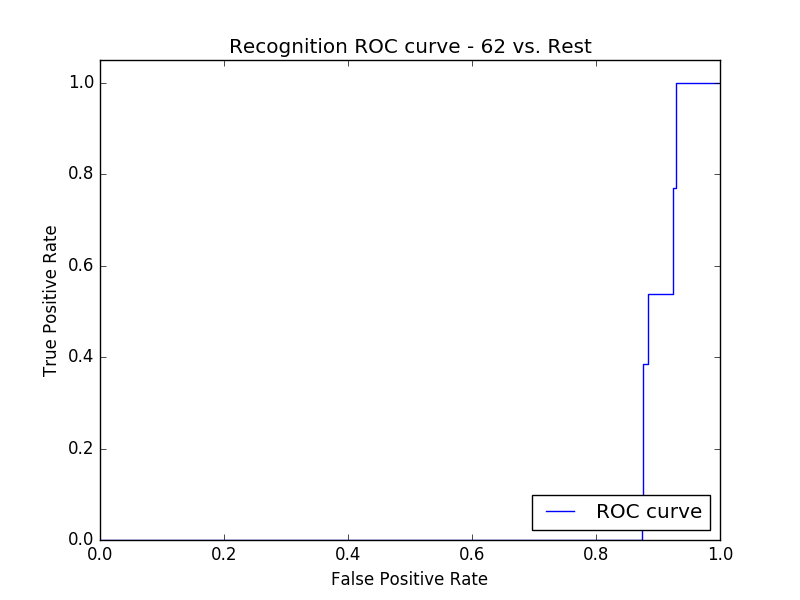 Recognition ROC curve - 62 vs. Rest
1.0
0.8
0.6
0.4
0.2
0.0
True Positive Rate
ROC curve
0.0 0.2 0.4 0.6 0.8 1.0
False Positive Rate